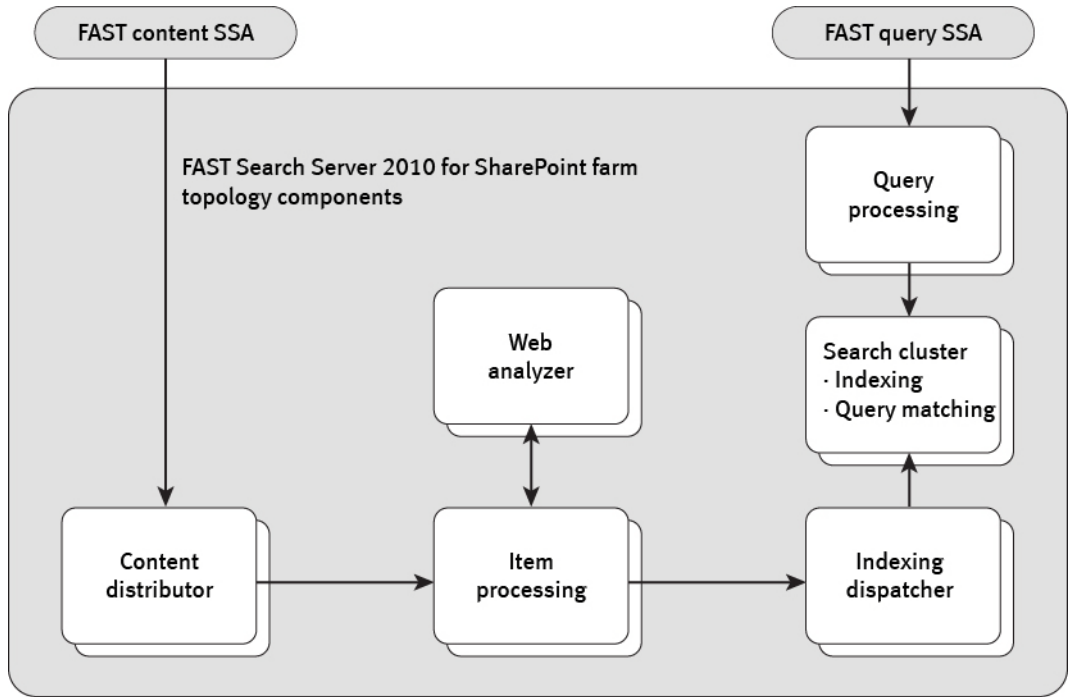 FAST content SSA
FAST query SSA
FAST Search Server 2010 for SharePoint farm
topology components
Query
processing
Web
analyzer
Search cluster
· Indexing
· Query matching
Content
distributor
Item
processing
Indexing
dispatcher